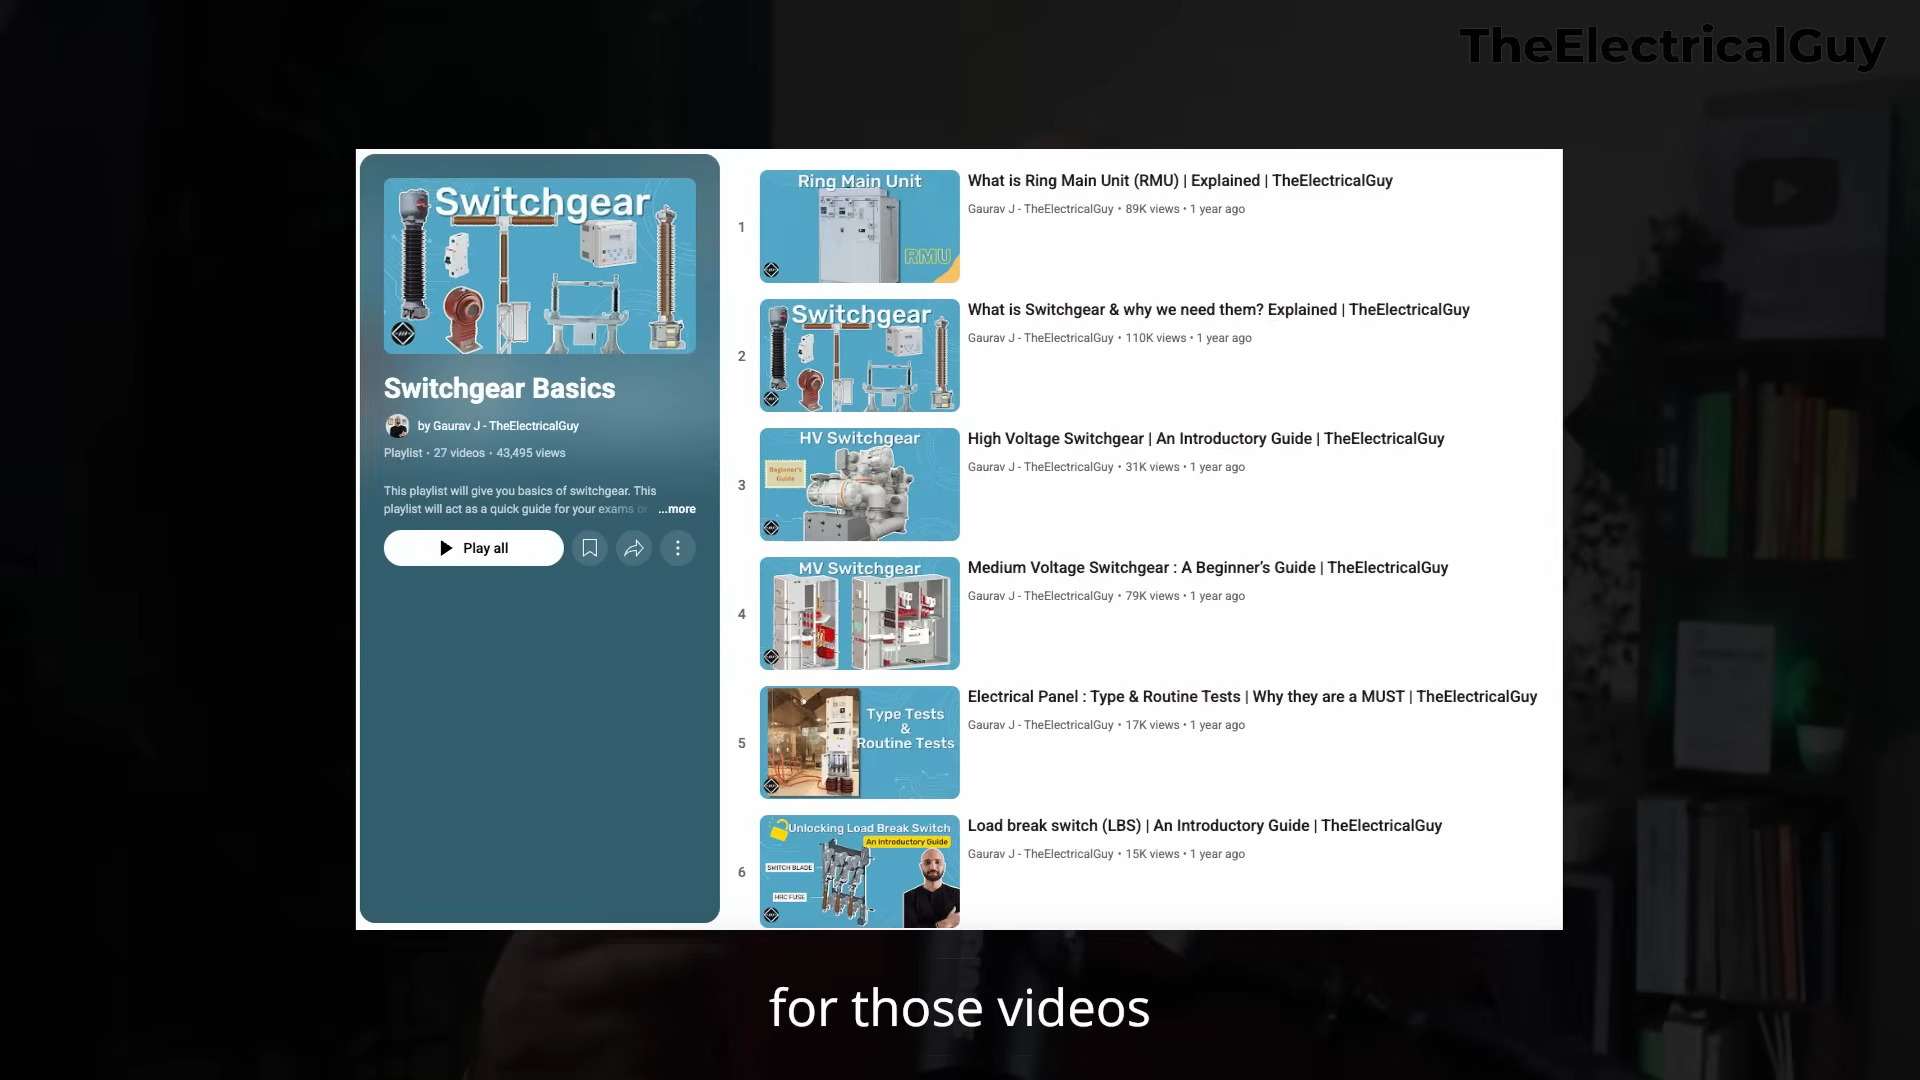 TheElectricalGuy
Switchgear
Switchgear Basics
by Gaurav J - TheElectricalGuy
Playlist • 27 videos • 43,495 views
This playlist will give you basics of switchgear. This
playlist will act as a quick guide for your exams or ...more
Play all
1
Ring Main Unit
RMU
What is Ring Main Unit (RMU) | Explained | TheElectricalGuy
Gaurav J - TheElectricalGuy • 89K views • 1 year ago
2
Switchgear
What is Switchgear & why we need them? Explained | TheElectricalGuy
Gaurav J - TheElectricalGuy • 110K views • 1 year ago
3
HV Switchgear
Beginner's
Guide
High Voltage Switchgear | An Introductory Guide | TheElectricalGuy
Gaurav J - TheElectricalGuy • 31K views • 1 year ago
4
MV Switchgear
Medium Voltage Switchgear : A Beginner's Guide | TheElectricalGuy
Gaurav J - TheElectricalGuy • 79K views • 1 year ago
5
Type Tests
&
Routine Tests
Electrical Panel : Type & Routine Tests | Why they are a MUST | TheElectricalGuy
Gaurav J - TheElectricalGuy • 17K views • 1 year ago
6
Unlocking Load Break Switch
An Introductory Guide
SWITCH BLADE
HRC FUSE
Load break switch (LBS) | An Introductory Guide | TheElectricalGuy
Gaurav J - TheElectricalGuy • 15K views • 1 year ago
for those videos